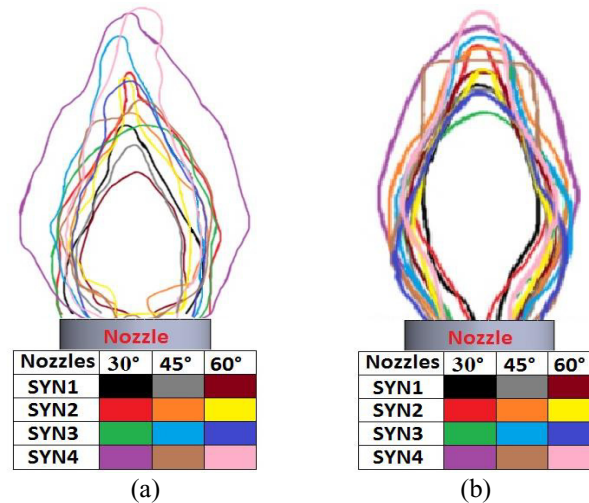 Nozzle
Nozzles 30° 45° 60°
SYN1
SYN2
SYN3
SYN4
(a)
Nozzle
Nozzles 30° 45° 60°
SYN1
SYN2
SYN3
SYN4
(b)